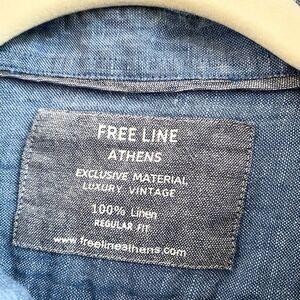 FREE LINE
ATHENS
EXCLUSIVE MATERIAL
LUXURY VINTAGE
100% Linen
REGULAR FIT
www.freelineathens.com